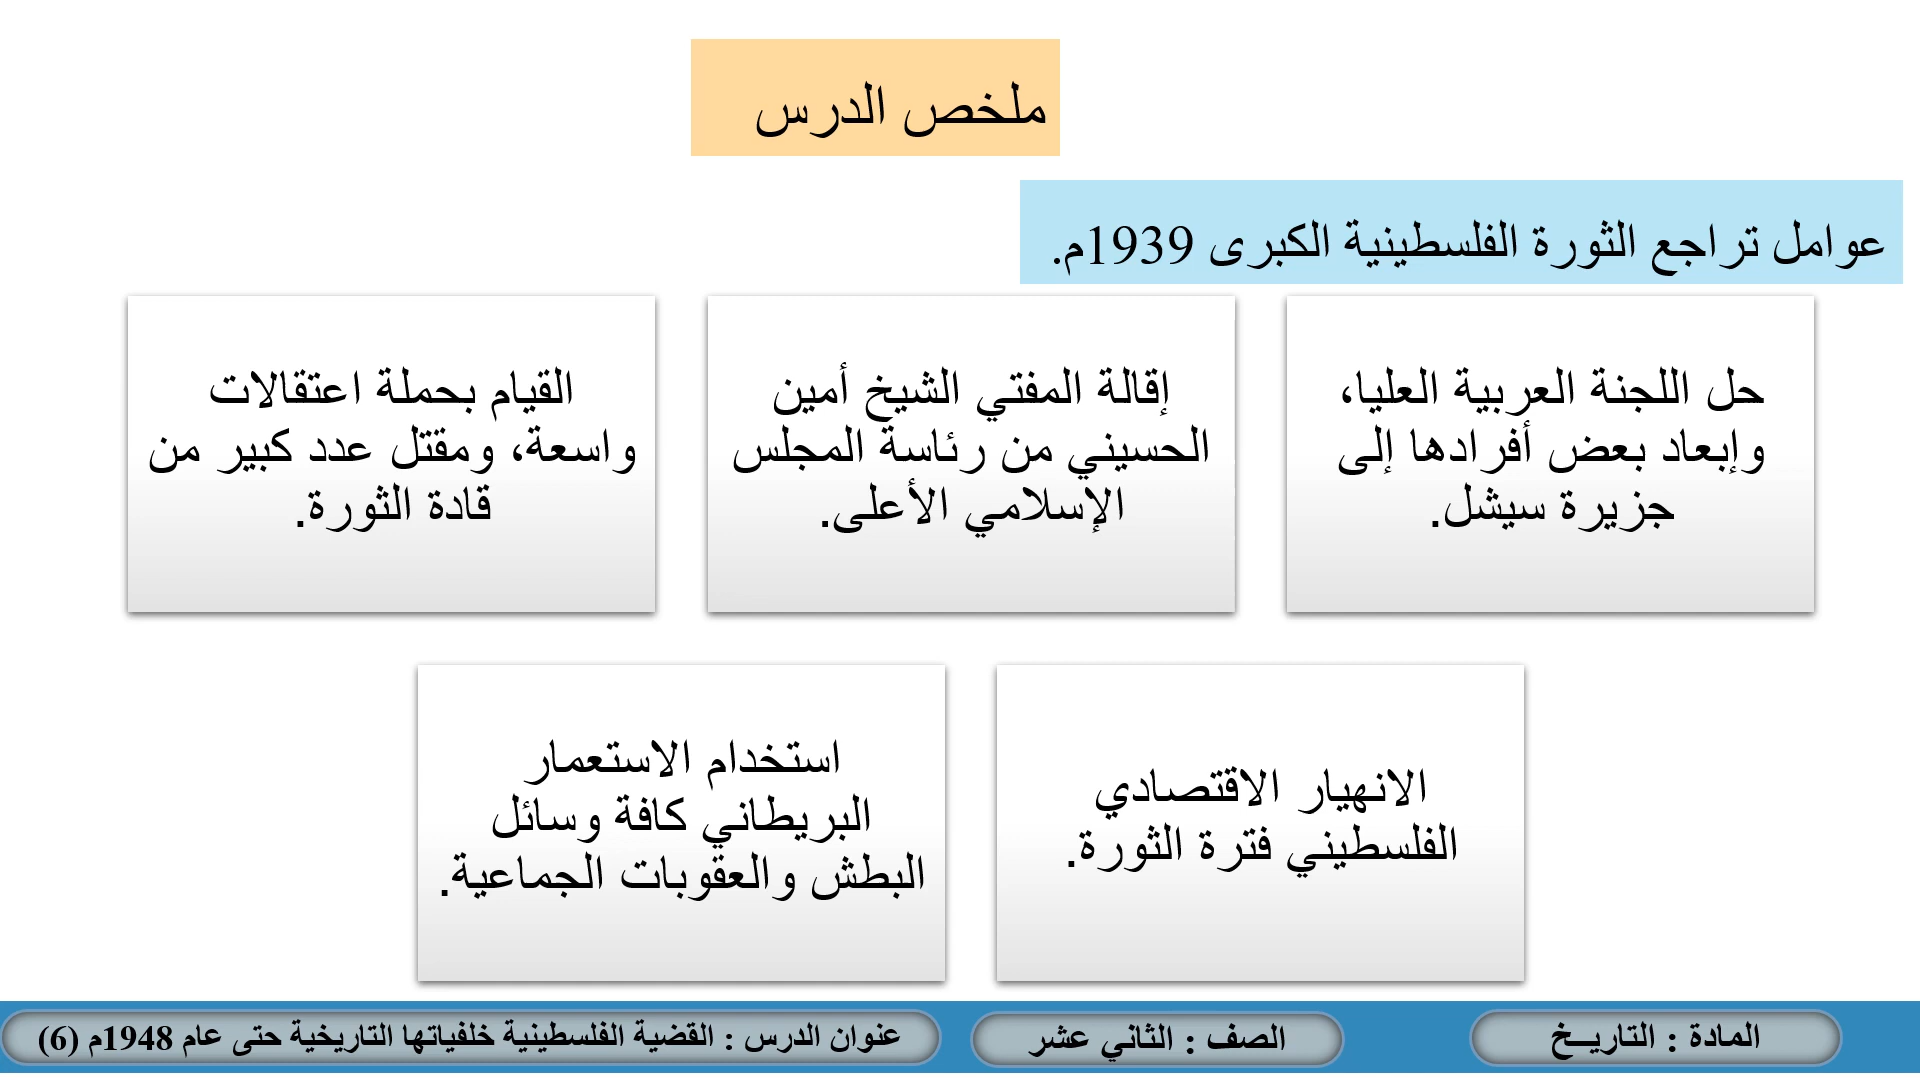 ملخص الدرس
عوامل تراجع الثورة الفلسطينية الكبرى 1939م.
حل اللجنة العربية العليا،
وإبعاد بعض أفرادها إلى
جزيرة سيشل.
إقالة المفتي الشيخ أمين
الحسيني من رئاسة المجلس
الإسلامي الأعلى.
القيام بحملة اعتقالات
واسعة، ومقتل عدد كبير من
قادة الثورة.
الانهيار الاقتصادي
الفلسطيني فترة الثورة.
استخدام الاستعمار
البريطاني كافة وسائل
البطش والعقوبات الجماعية.
المادة : التاريــخ
الصف : الثاني عشر
عنوان الدرس : القضية الفلسطينية خلفياتها التاريخية حتى عام 1948م (6)